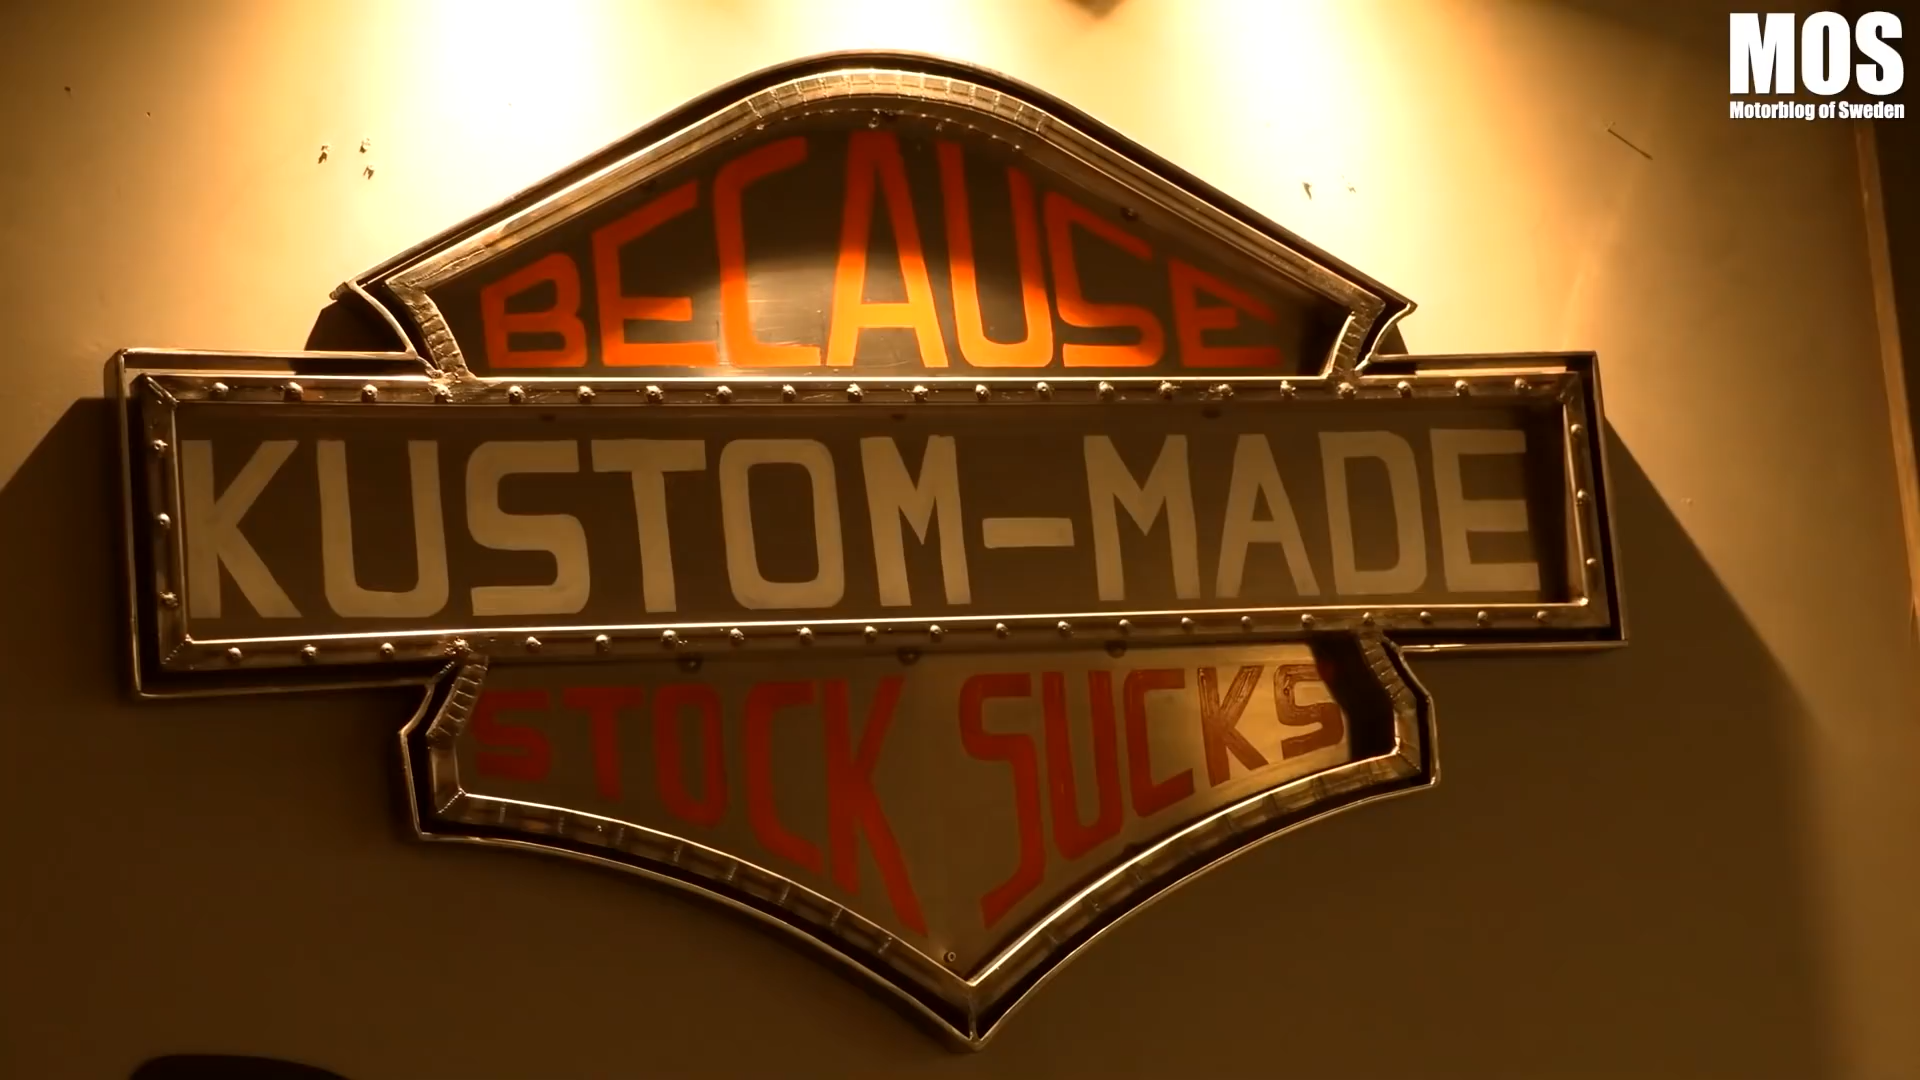 MOS
Motorblog of Sweden
BECAUSE
KUSTOM-MADE
STOCK SUCKS